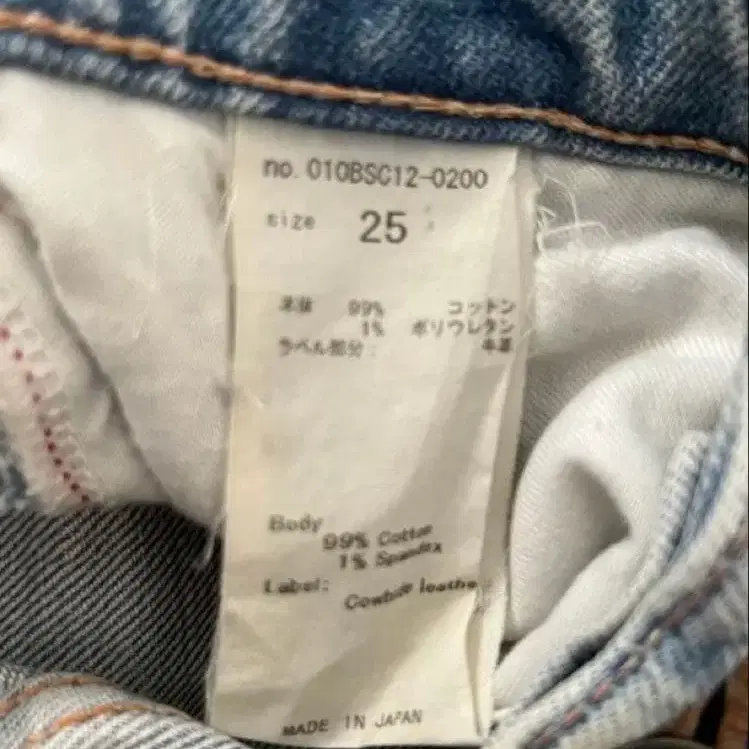 no. 010BSC12-0200
size 25
本体 99% コットン
1% ポリウレタン
ラベル部分: 牛革
Body
99% Cotton
1% Spandex
Label:
Cowhide leather
MADE IN JAPAN